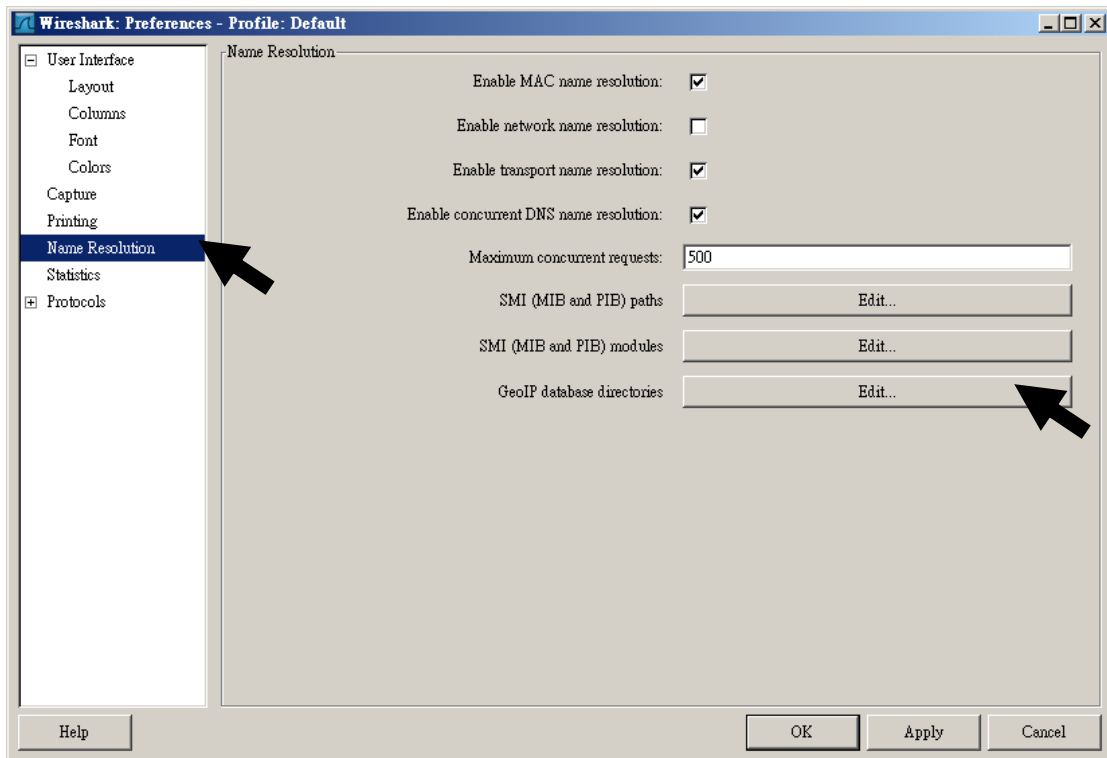 Wireshark: Preferences - Profile: Default
User Interface
Layout
Columns
Font
Colors
Capture
Printing
Name Resolution
Statistics
Protocols
Name Resolution
Enable MAC name resolution:
Enable network name resolution:
Enable transport name resolution:
Enable concurrent DNS name resolution:
Maximum concurrent requests: 500
SMI (MIB and PIB) paths Edit...
SMI (MIB and PIB) modules Edit...
GeoIP database directories Edit...
Help OK Apply Cancel